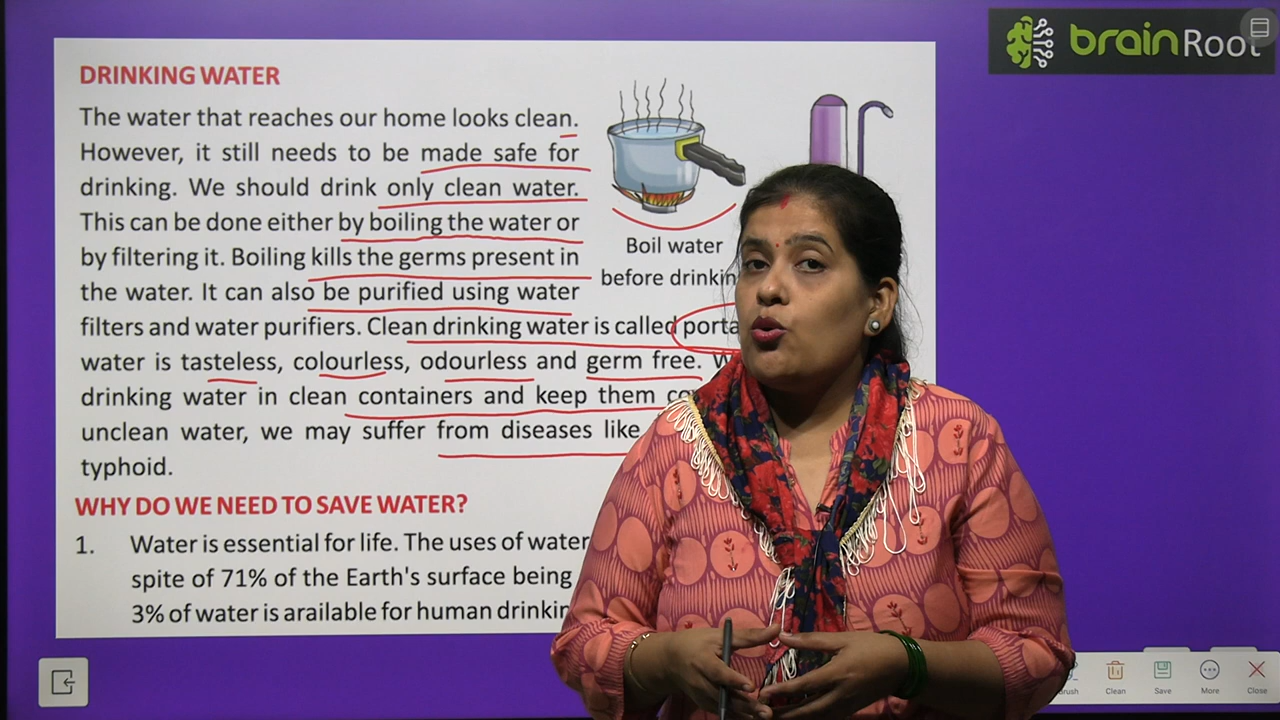 brainRoot
DRINKING WATER
The water that reaches our home looks clean.
However, it still needs to be made safe for
drinking. We should drink only clean water.
This can be done either by boiling the water or
by filtering it. Boiling kills the germs present in
the water. It can also be purified using water
filters and water purifiers. Clean drinking water is called
water is tasteless, colourless, odourless and germ free.
drinking water in clean containers and keep them
unclean water, we may suffer from diseases like
typhoid.
Boil water
before
WHY DO WE NEED TO SAVE WATER?
1. Water is essential for life. The uses of water
spite of 71% of the Earth's surface being
3% of water is arailable for human
Clean
Save
More
Close